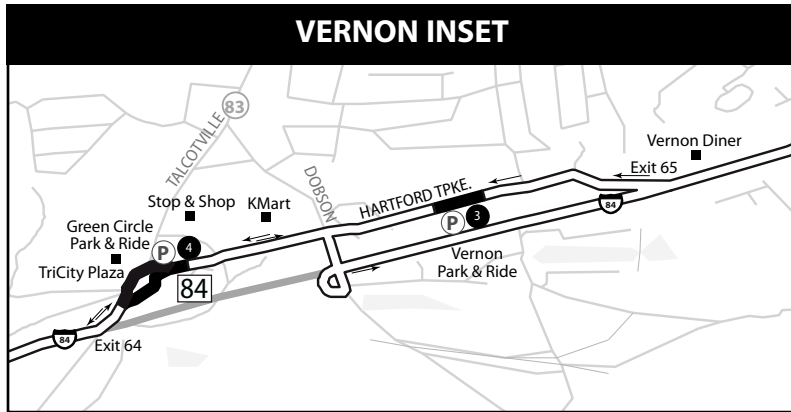 VERNON INSET
TALCOTVILLE
83
Vernon Diner
Exit 65
DOBSON
HARTFORD TPKE.
Stop & Shop
KMart
84
Green Circle
Park & Ride
P
4
P
3
TriCity Plaza
Vernon
Park & Ride
84
84
Exit 64